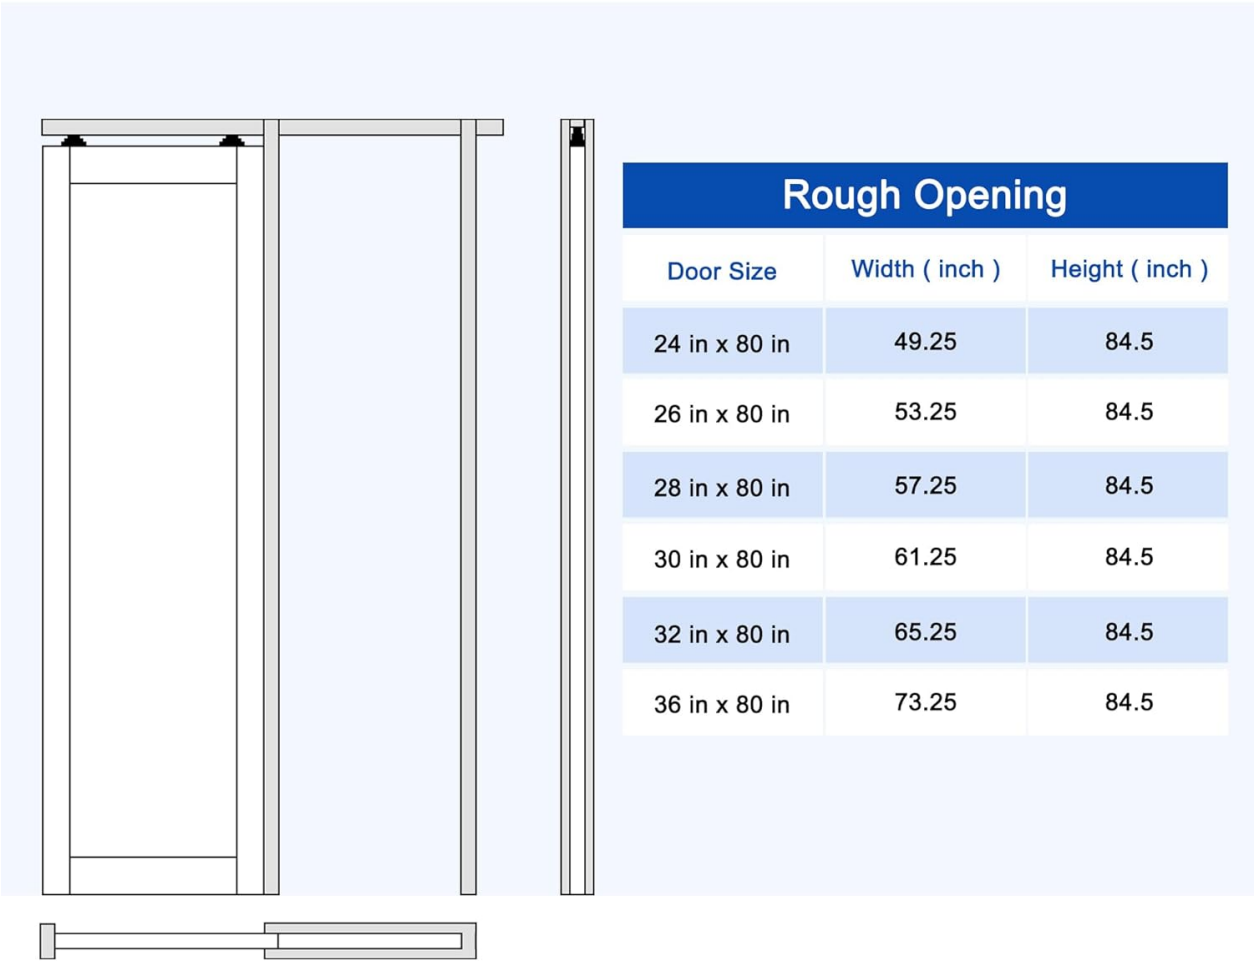 Rough Opening
Door Size Width ( inch ) Height ( inch )
24 in x 80 in 49.25 84.5
26 in x 80 in 53.25 84.5
28 in x 80 in 57.25 84.5
30 in x 80 in 61.25 84.5
32 in x 80 in 65.25 84.5
36 in x 80 in 73.25 84.5